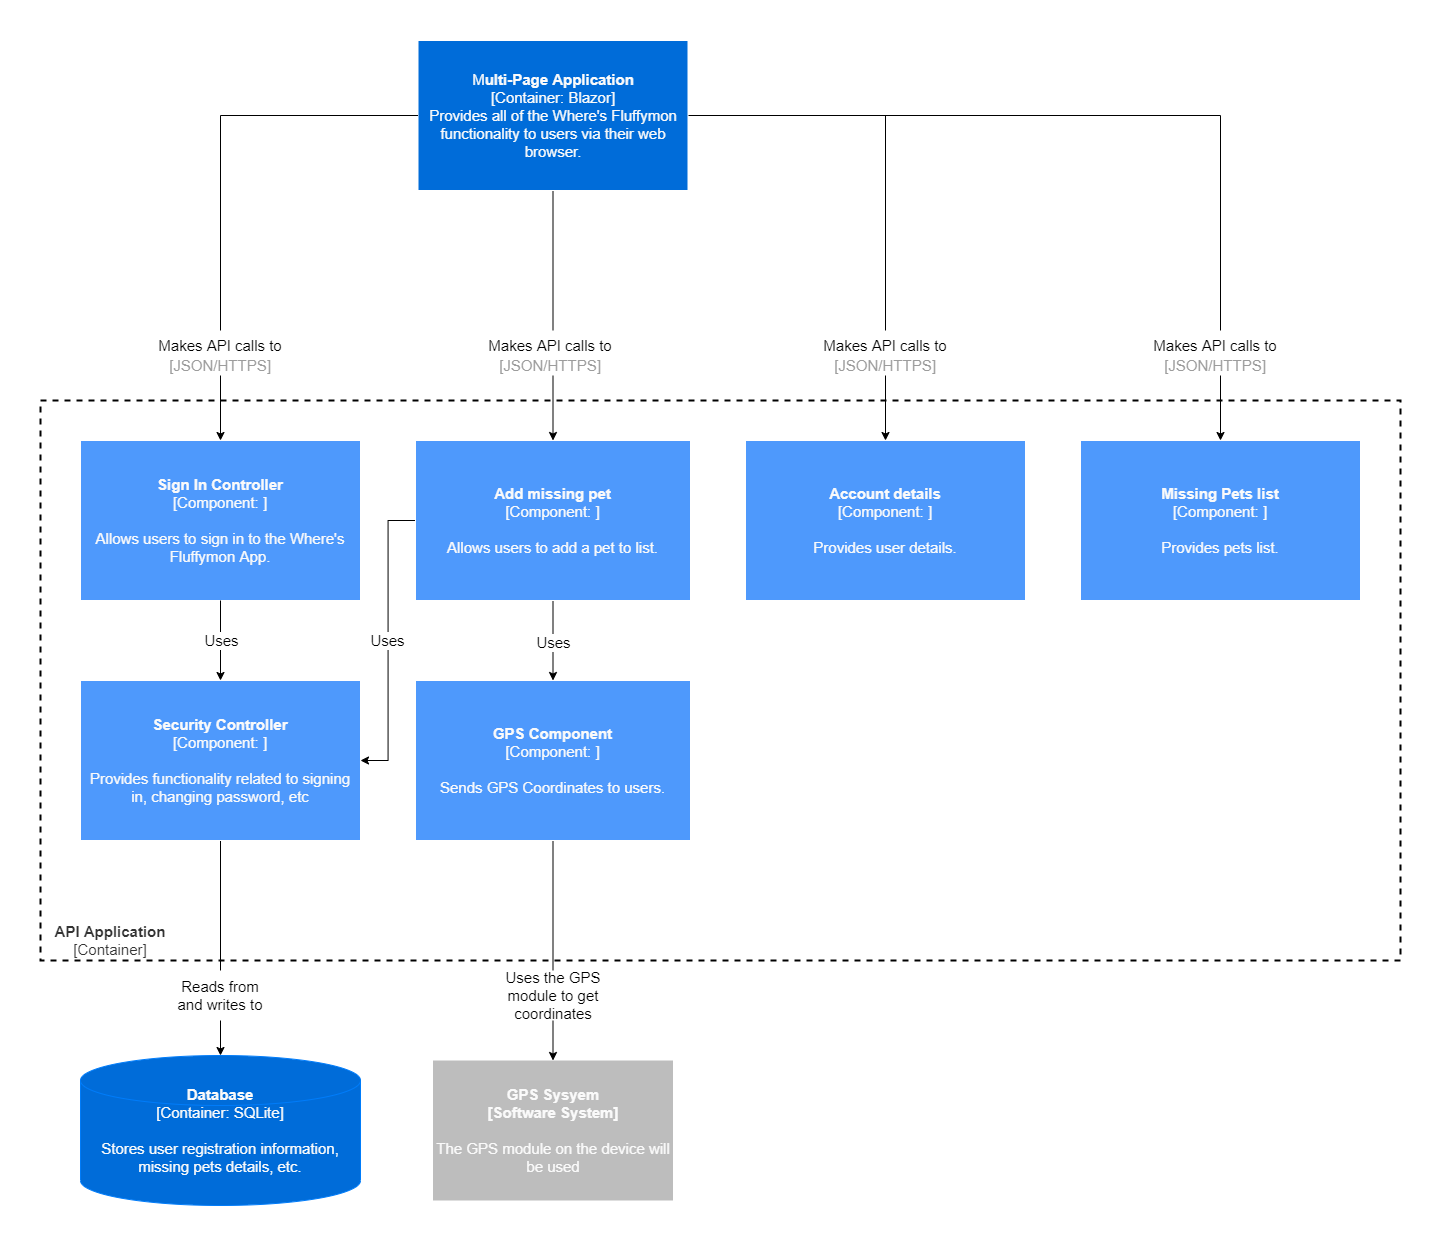 Multi-Page Application
[Container: Blazor]
Provides all of the Where's Fluffymon
functionality to users via their web
browser.
Makes API calls to
[JSON/HTTPS]
Makes API calls to
[JSON/HTTPS]
Makes API calls to
[JSON/HTTPS]
Makes API calls to
[JSON/HTTPS]
Sign In Controller
[Component: ]
Allows users to sign in to the Where's
Fluffymon App.
Add missing pet
[Component: ]
Allows users to add a pet to list.
Account details
[Component: ]
Provides user details.
Missing Pets list
[Component: ]
Provides pets list.
Uses
Uses
Uses
Security Controller
[Component: ]
Provides functionality related to signing
in, changing password, etc
GPS Component
[Component: ]
Sends GPS Coordinates to users.
API Application
[Container]
Reads from
and writes to
Uses the GPS
module to get
coordinates
Database
[Container: SQLite]
Stores user registration information,
missing pets details, etc.
GPS Sysyem
[Software System]
The GPS module on the device will
be used